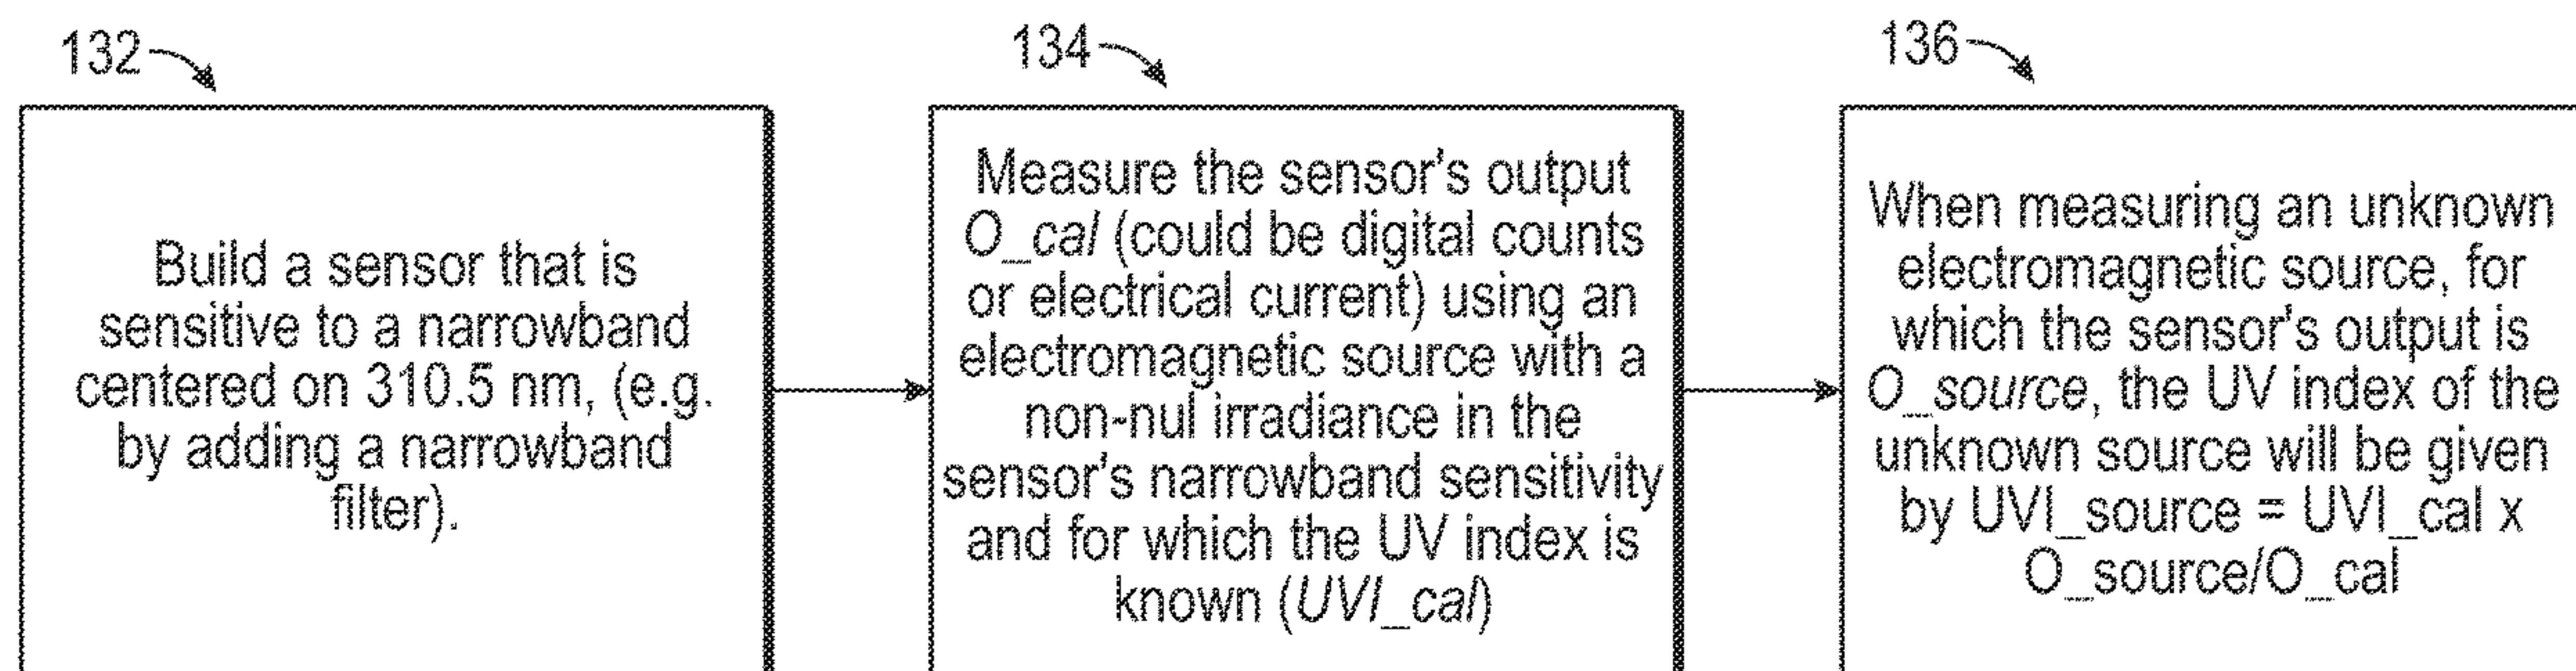 132
Build a sensor that is
sensitive to a narrowband
centered on 310.5 nm, (e.g.
by adding a narrowband
filter).
134
Measure the sensor's output
O_cal (could be digital counts
or electrical current) using an
electromagnetic source with a
non-nul irradiance in the
sensor's narrowband sensitivity
and for which the UV index is
known (UVI_cal)
136
When measuring an unknown
electromagnetic source, for
which the sensor's output is
O_source, the UV index of the
unknown source will be given
by UVI_source = UVI_cal x
O_source/O_cal